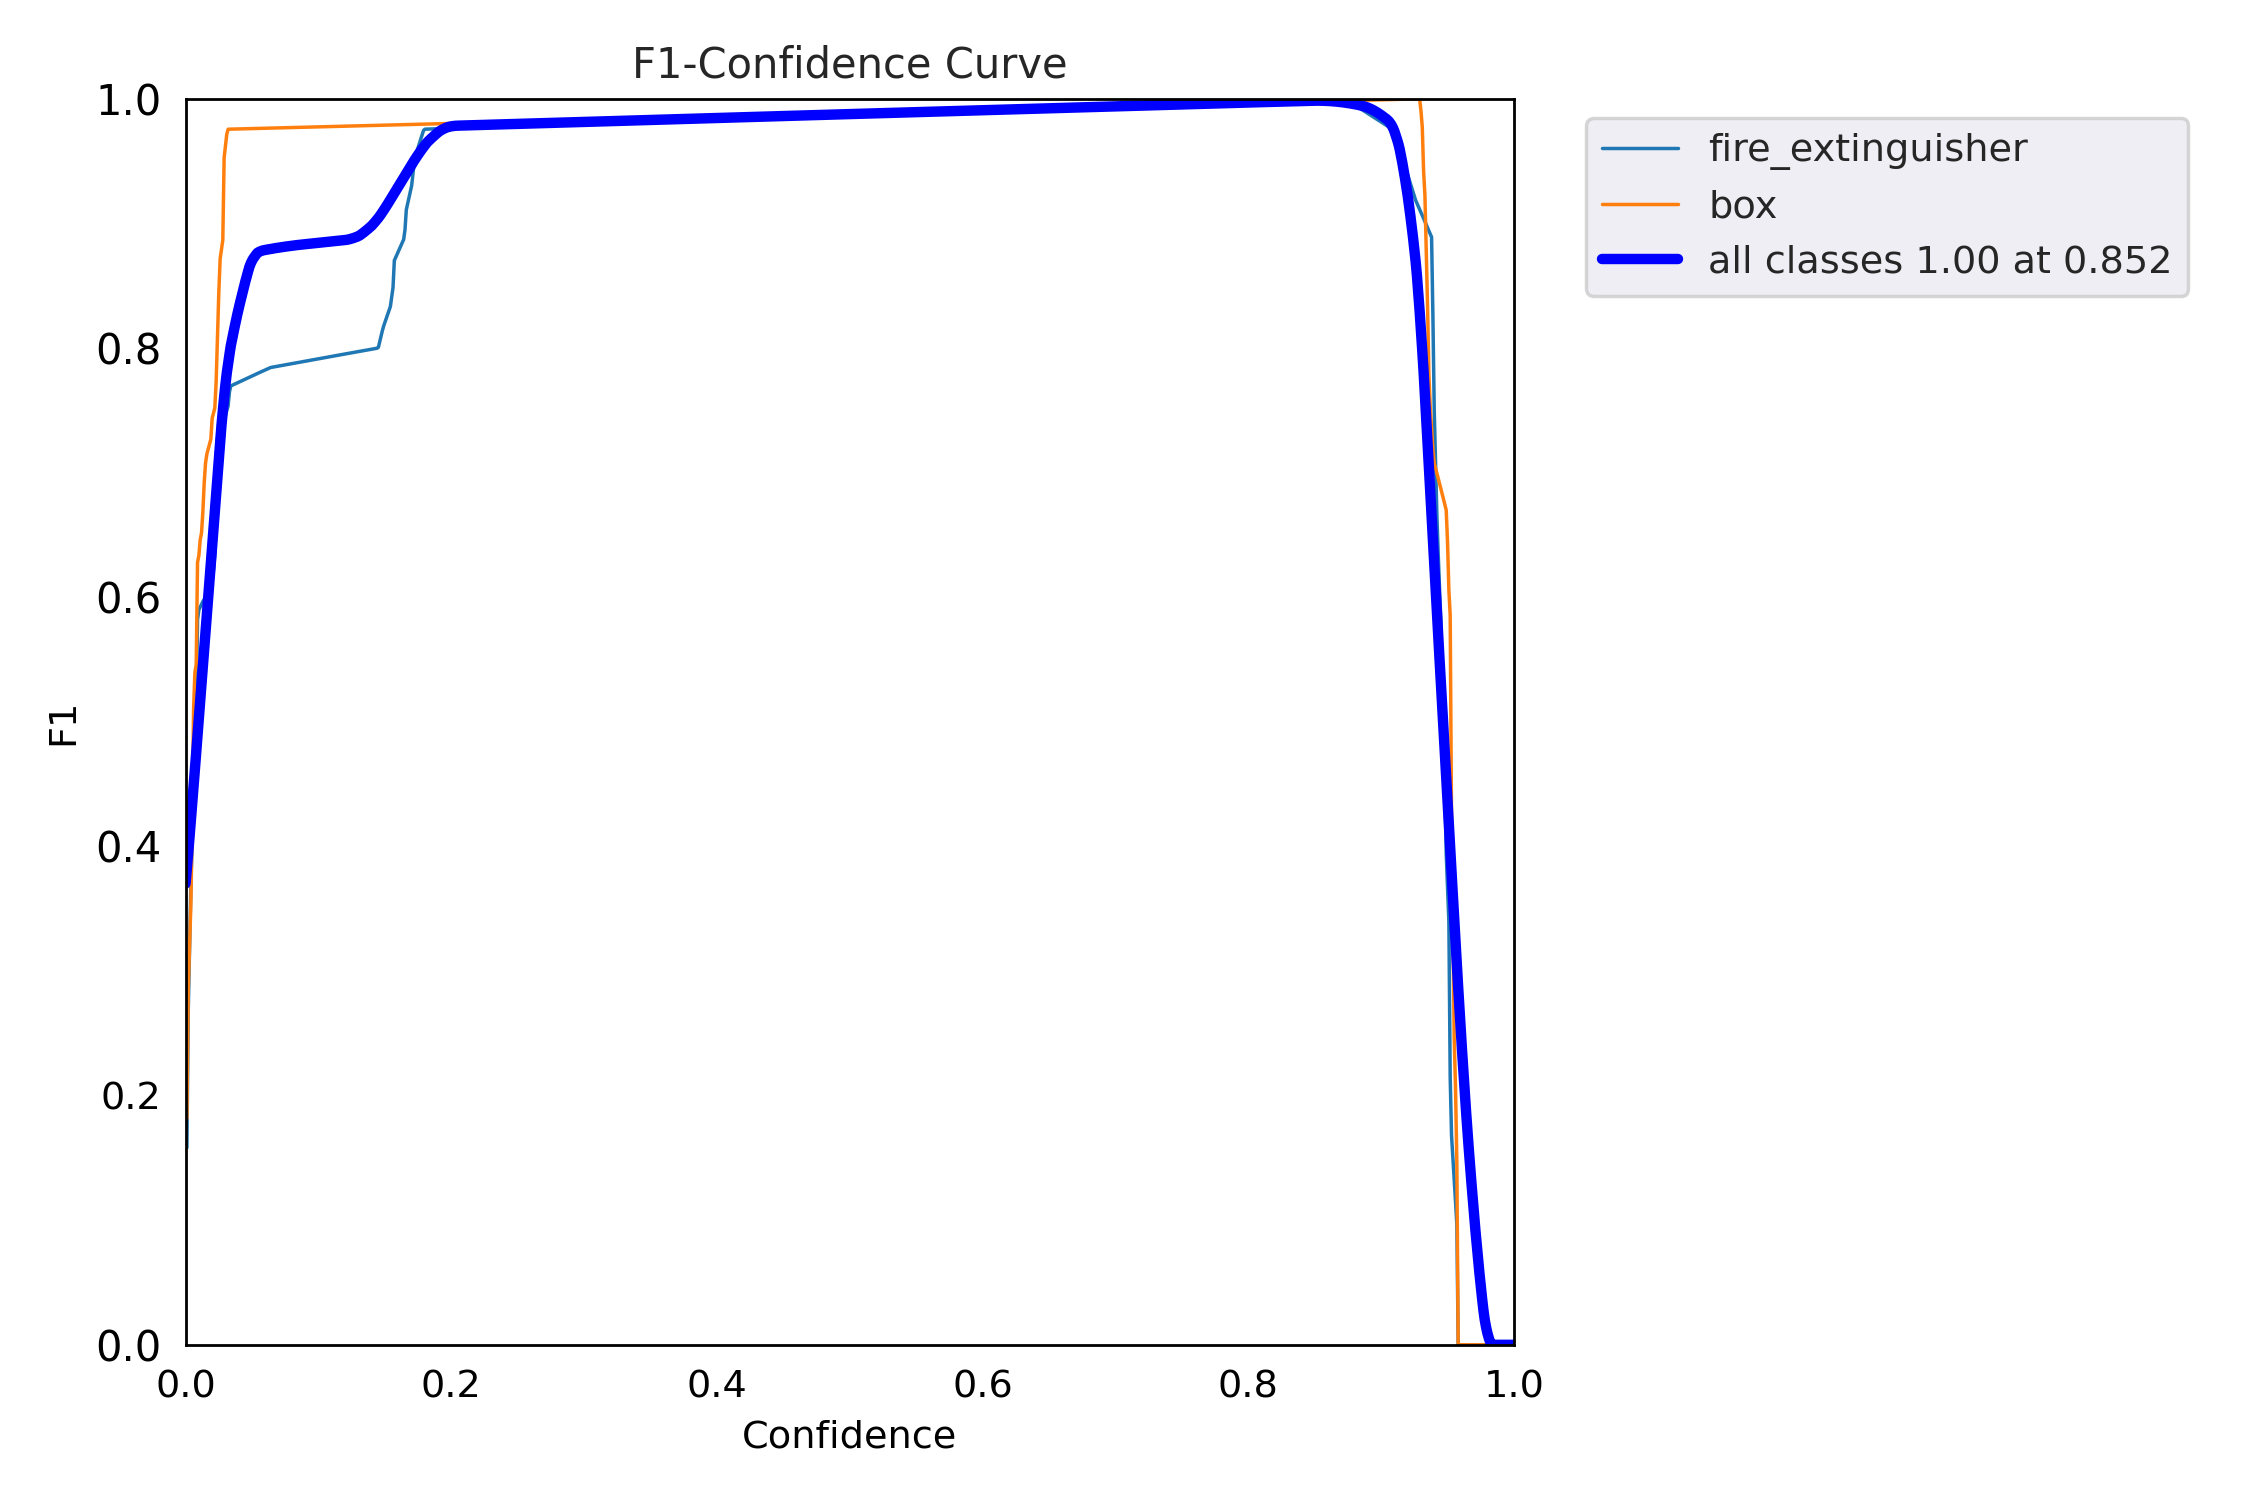 F1-Confidence Curve
1.0
0.8
0.6
0.4
0.2
0.0
F1
0.0 0.2 0.4 0.6 0.8 1.0
Confidence
fire_extinguisher
box
all classes 1.00 at 0.852